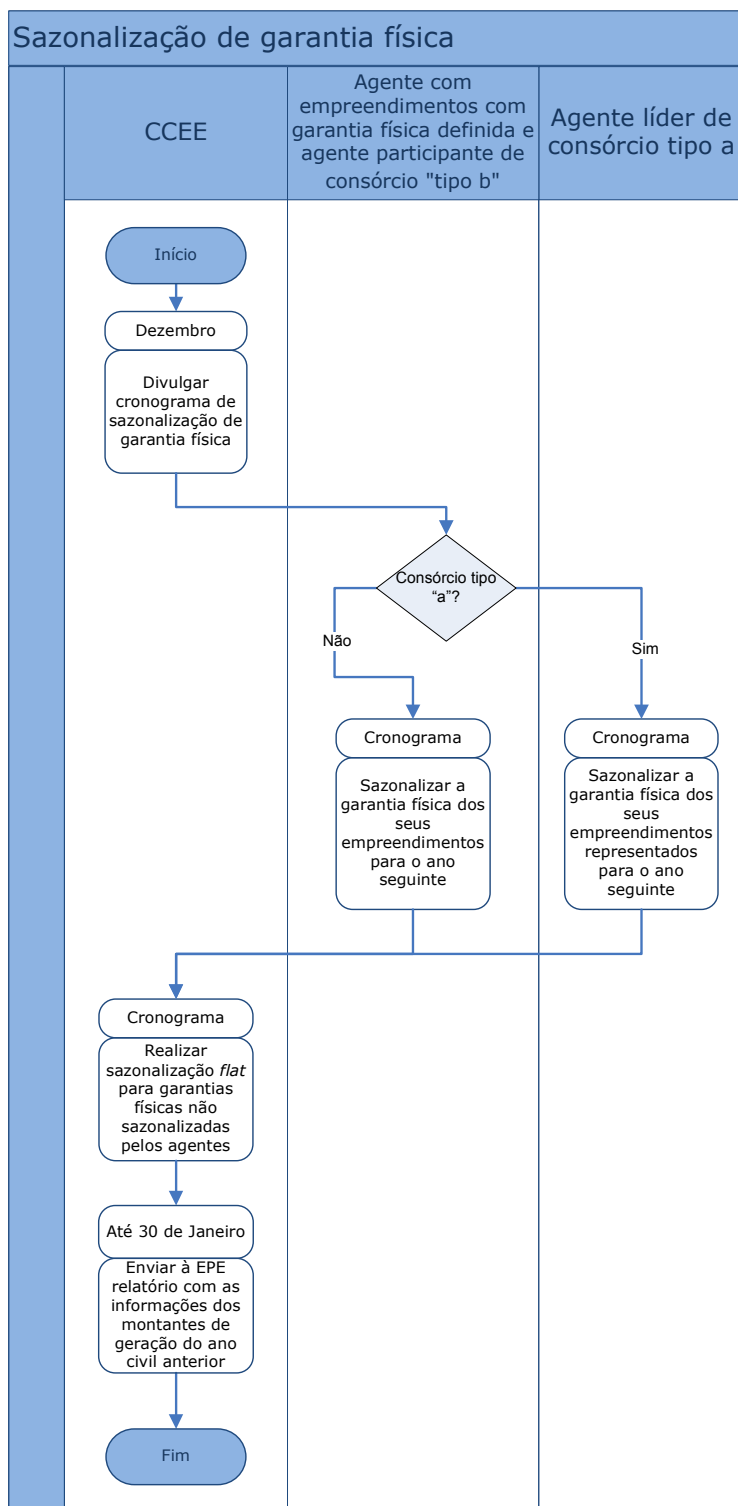 Sazonalização de garantia física
CCEE
Agente com
empreendimentos com
garantia física definida e
agente participante de
consórcio "tipo b"
Agente líder de
consórcio tipo a
Início
Dezembro
Divulgar
cronograma de
sazonalização de
garantia física
Consórcio tipo
“a”?
Não
Sim
Cronograma
Sazonalizar a
garantia física dos
seus
empreendimentos
para o ano
seguinte
Cronograma
Sazonalizar a
garantia física dos
seus
empreendimentos
representados
para o ano
seguinte
Cronograma
Realizar
sazonalização flat
para garantias
físicas não
sazonalizadas
pelos agentes
Até 30 de Janeiro
Enviar à EPE
relatório com as
informações dos
montantes de
geração do ano
civil anterior
Fim